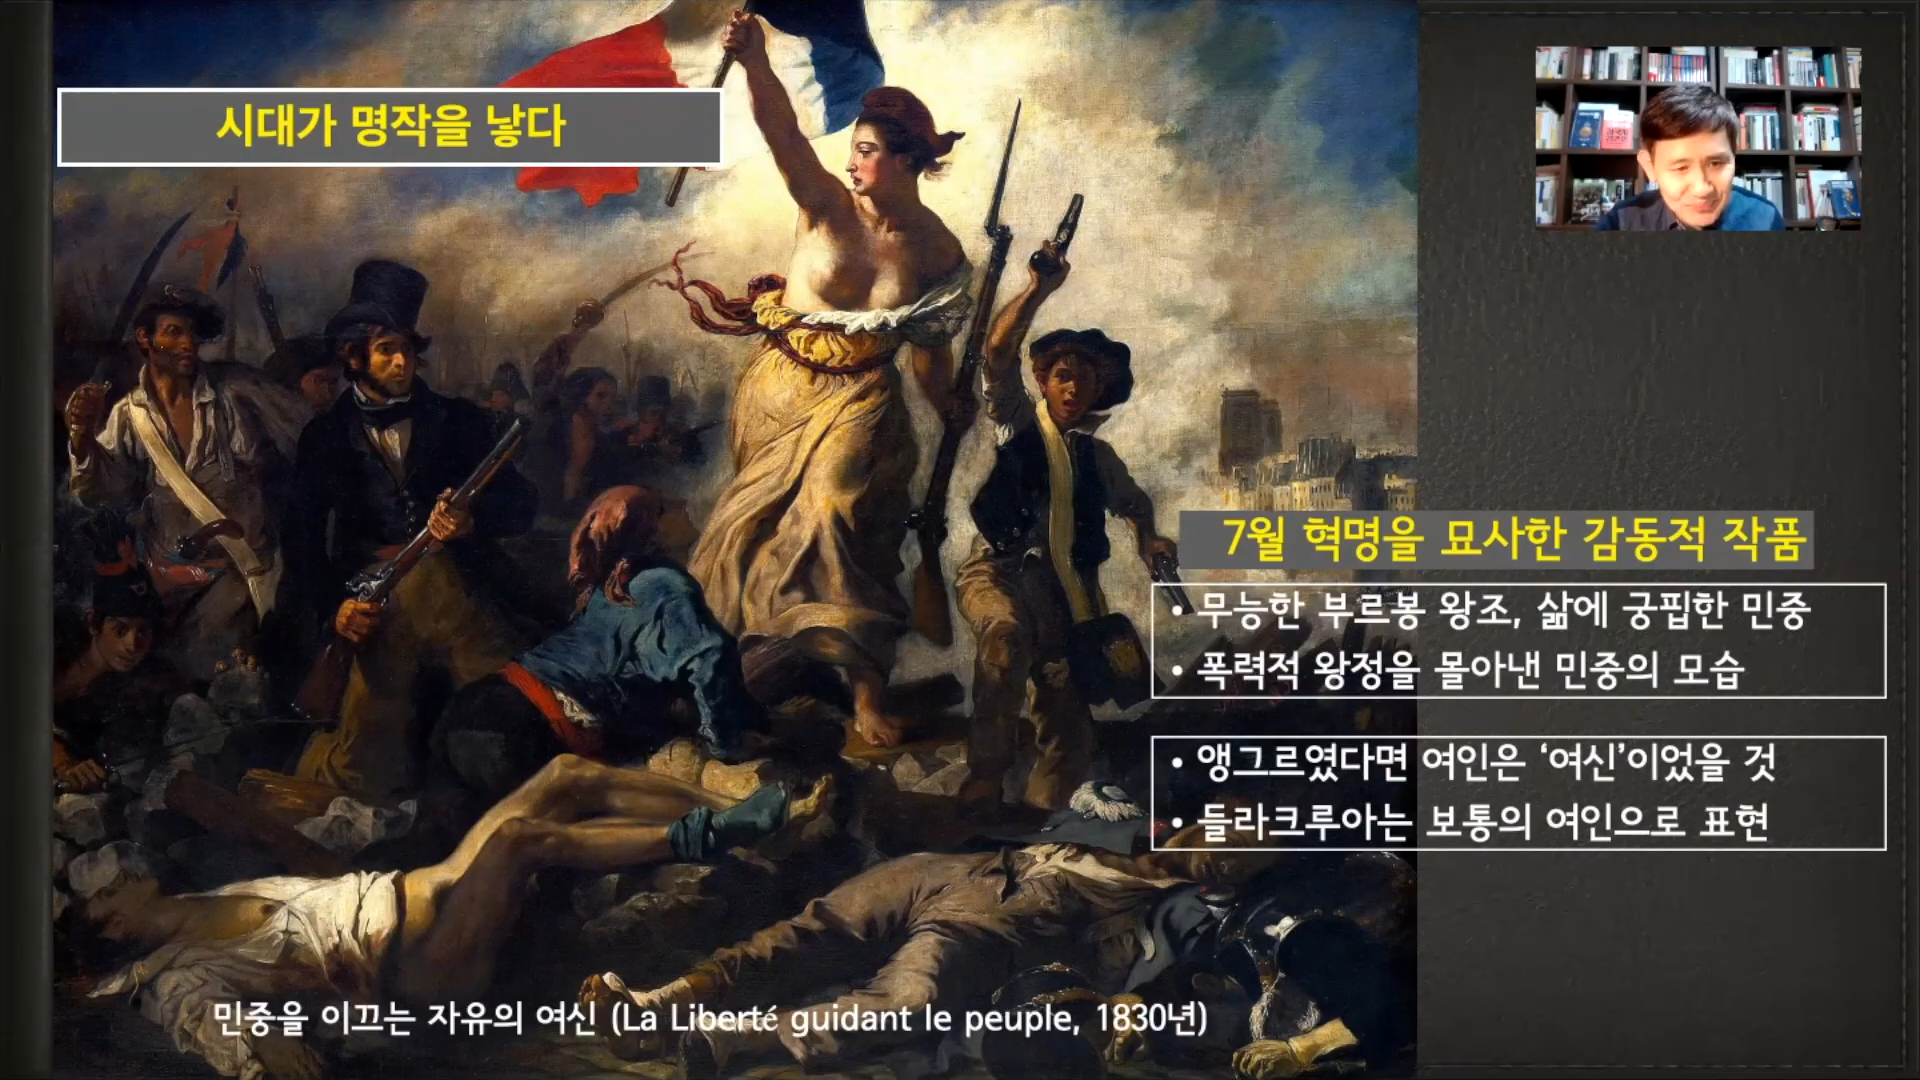 시대가 명작을 낳다
7월 혁명을 묘사한 감동적 작품
• 무능한 부르봉 왕조, 삶에 궁핍한 민중
• 폭력적 왕정을 몰아낸 민중의 모습
• 앵그르였다면 여인은 ‘여신’이었을 것
• 들라크루아는 보통의 여인으로 표현
민중을 이끄는 자유의 여신 (La Liberté guidant le peuple, 1830년)